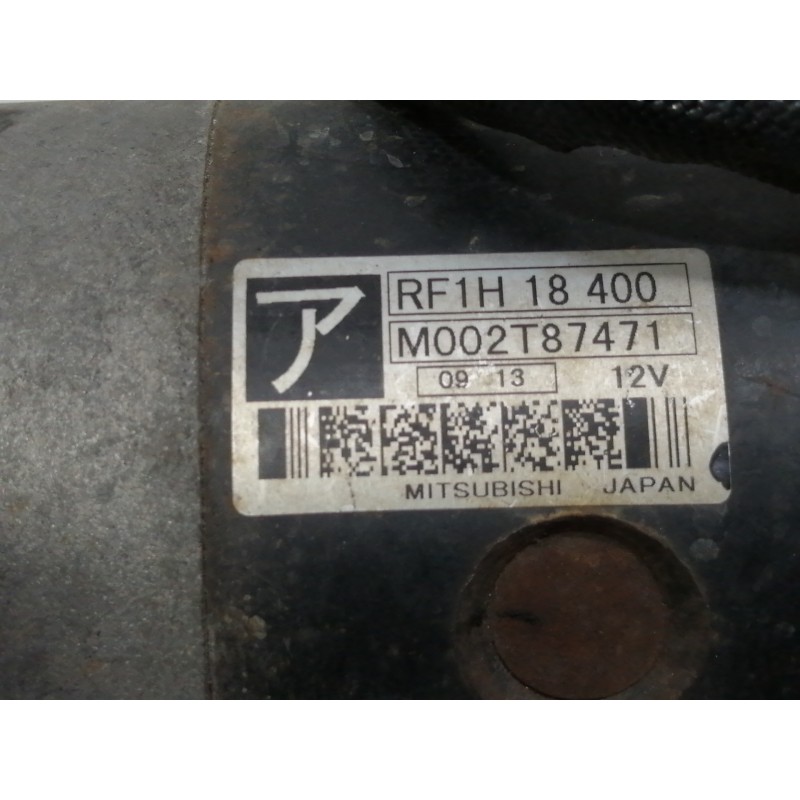 ア
RF1H 18 400
M002T87471
09 13 12V
MITSUBISHI JAPAN